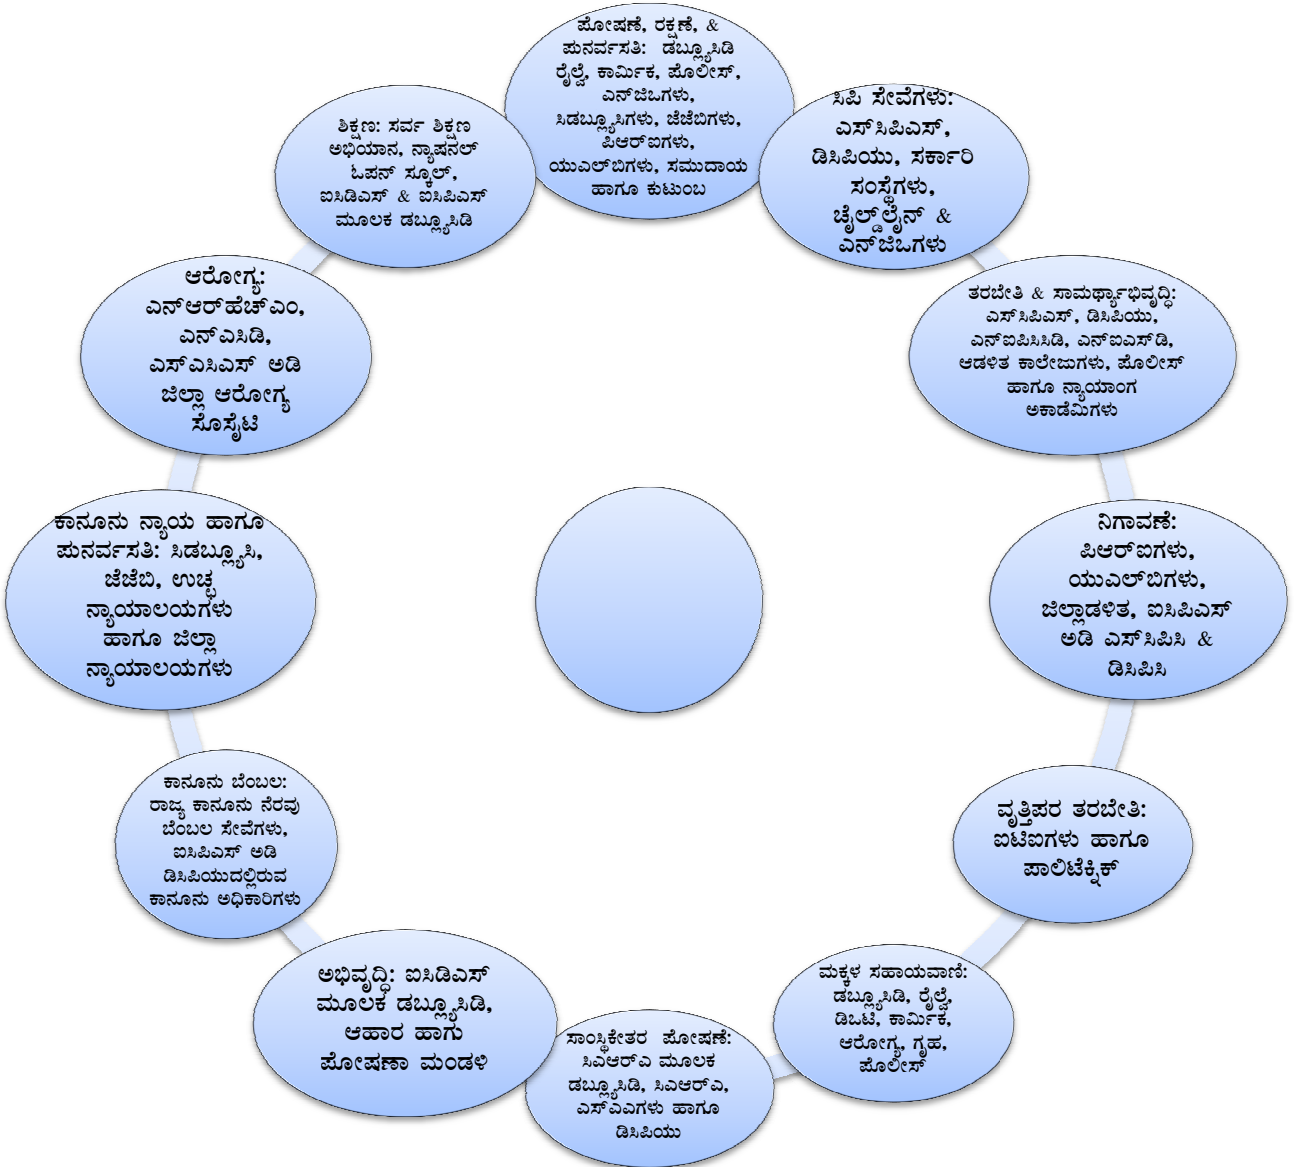 ಪೋಷಣೆ, ರಕ್ಷಣೆ, &
ಪುನರ್ವಸತಿ: ಡಬ್ಲ್ಯೂಸಿಡಿ
ರೈಲ್ವೆ, ಕಾರ್ಮಿಕ, ಪೊಲೀಸ್,
ಎನ್‌ಜಿಒಗಳು,
ಸಿಡಬ್ಲ್ಯೂಸಿಗಳು, ಜೆಜೆಬಿಗಳು,
ಪಿಆರ್‌ಐಗಳು,
ಯುಎಲ್‌ಬಿಗಳು, ಸಮುದಾಯ
ಹಾಗೂ ಕುಟುಂಬ
ಸಿಪಿ ಸೇವೆಗಳು:
ಎಸ್‌ಸಿಪಿಎಸ್,
ಡಿಸಿಪಿಯು, ಸರ್ಕಾರಿ
ಸಂಸ್ಥೆಗಳು,
ಚೈಲ್ಡ್‌ಲೈನ್ &
ಎನ್‌ಜಿಒಗಳು
ತರಬೇತಿ & ಸಾಮರ್ಥ್ಯಾಭಿವೃದ್ಧಿ:
ಎಸ್‌ಸಿಪಿಎಸ್, ಡಿಸಿಪಿಯು,
ಎನ್‌ಐಪಿಸಿಸಿಡಿ, ಎನ್‌ಐಎಸ್‌ಡಿ,
ಆಡಳಿತ ಕಾಲೇಜುಗಳು, ಪೊಲೀಸ್
ಹಾಗೂ ನ್ಯಾಯಾಂಗ
ಅಕಾಡೆಮಿಗಳು
ನಿಗಾವಣೆ:
ಪಿಆರ್‌ಐಗಳು,
ಯುಎಲ್‌ಬಿಗಳು,
ಜಿಲ್ಲಾಡಳಿತ, ಐಸಿಪಿಎಸ್
ಅಡಿ ಎಸ್‌ಸಿಪಿಸಿ &
ಡಿಸಿಪಿಸಿ
ವೃತ್ತಿಪರ ತರಬೇತಿ:
ಐಟಿಐಗಳು ಹಾಗೂ
ಪಾಲಿಟೆಕ್ನಿಕ್
ಮಕ್ಕಳ ಸಹಾಯವಾಣಿ:
ಡಬ್ಲ್ಯೂಸಿಡಿ, ರೈಲ್ವೆ,
ಡಿಒಟಿ, ಕಾರ್ಮಿಕ,
ಆರೋಗ್ಯ, ಗೃಹ,
ಪೊಲೀಸ್
ಸಾಂಸ್ಥಿಕೇತರ ಪೋಷಣೆ:
ಸಿಎಆರ್‌ಎ ಮೂಲಕ
ಡಬ್ಲ್ಯೂಸಿಡಿ, ಸಿಎಆರ್‌ಎ,
ಎಸ್‌ಎಎಗಳು ಹಾಗೂ
ಡಿಸಿಪಿಯು
ಅಭಿವೃದ್ಧಿ: ಐಸಿಡಿಎಸ್
ಮೂಲಕ ಡಬ್ಲ್ಯೂಸಿಡಿ,
ಆಹಾರ ಹಾಗು
ಪೋಷಣಾ ಮಂಡಳಿ
ಕಾನೂನು ಬೆಂಬಲ:
ರಾಜ್ಯ ಕಾನೂನು ನೆರವು
ಬೆಂಬಲ ಸೇವೆಗಳು,
ಐಸಿಪಿಎಸ್ ಅಡಿ
ಡಿಸಿಪಿಯುದಲ್ಲಿರುವ
ಕಾನೂನು ಅಧಿಕಾರಿಗಳು
ಕಾನೂನು ನ್ಯಾಯ ಹಾಗೂ
ಪುನರ್ವಸತಿ: ಸಿಡಬ್ಲ್ಯೂಸಿ,
ಜೆಜೆಬಿ, ಉಚ್ಛ
ನ್ಯಾಯಾಲಯಗಳು
ಹಾಗೂ ಜಿಲ್ಲಾ
ನ್ಯಾಯಾಲಯಗಳು
ಆರೋಗ್ಯ:
ಎನ್‌ಆರ್‌ಹೆಚ್‌ಎಂ,
ಎನ್‌ಎಸಿಡಿ,
ಎಸ್‌ಎಸಿಎಸ್ ಅಡಿ
ಜಿಲ್ಲಾ ಆರೋಗ್ಯ
ಸೊಸೈಟಿ
ಶಿಕ್ಷಣ: ಸರ್ವ ಶಿಕ್ಷಣ
ಅಭಿಯಾನ, ನ್ಯಾಷನಲ್
ಓಪನ್ ಸ್ಕೂಲ್,
ಐಸಿಡಿಎಸ್ & ಐಸಿಪಿಎಸ್
ಮೂಲಕ ಡಬ್ಲ್ಯೂಸಿಡಿ